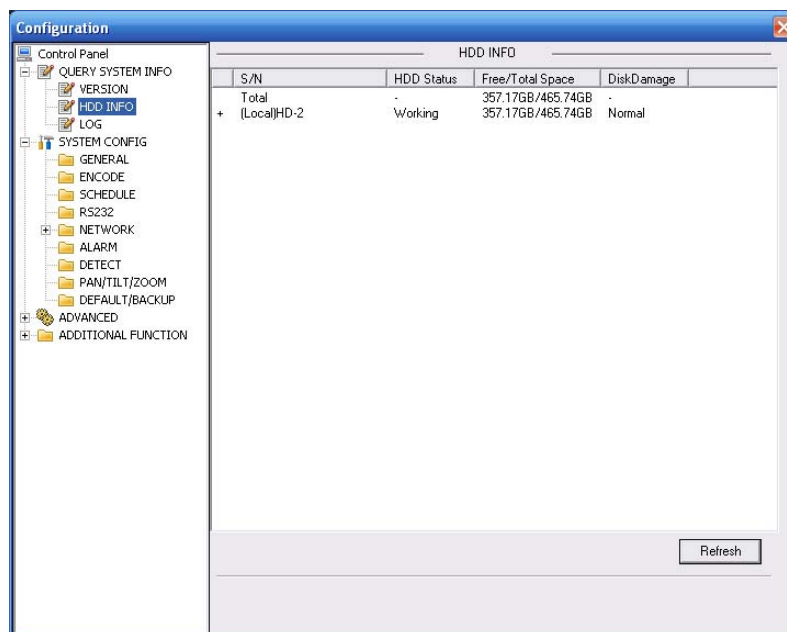 Configuration
Control Panel
QUERY SYSTEM INFO
VERSION
HDD INFO
LOG
SYSTEM CONFIG
GENERAL
ENCODE
SCHEDULE
RS232
NETWORK
ALARM
DETECT
PAN/TILT/ZOOM
DEFAULT/BACKUP
ADVANCED
ADDITIONAL FUNCTION
HDD INFO
S/N HDD Status Free/Total Space DiskDamage
Total - 357.17GB/465.74GB -
+ (Local)HD-2 Working 357.17GB/465.74GB Normal
Refresh